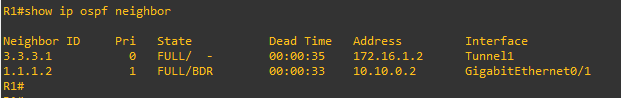 R1#show ip ospf neighbor
Neighbor ID     Pri   State           Dead Time   Address         Interface
3.3.3.1           0   FULL/  -        00:00:35    172.16.1.2      Tunnel1
1.1.1.2           1   FULL/BDR        00:00:33    10.10.0.2       GigabitEthernet0/1
R1#